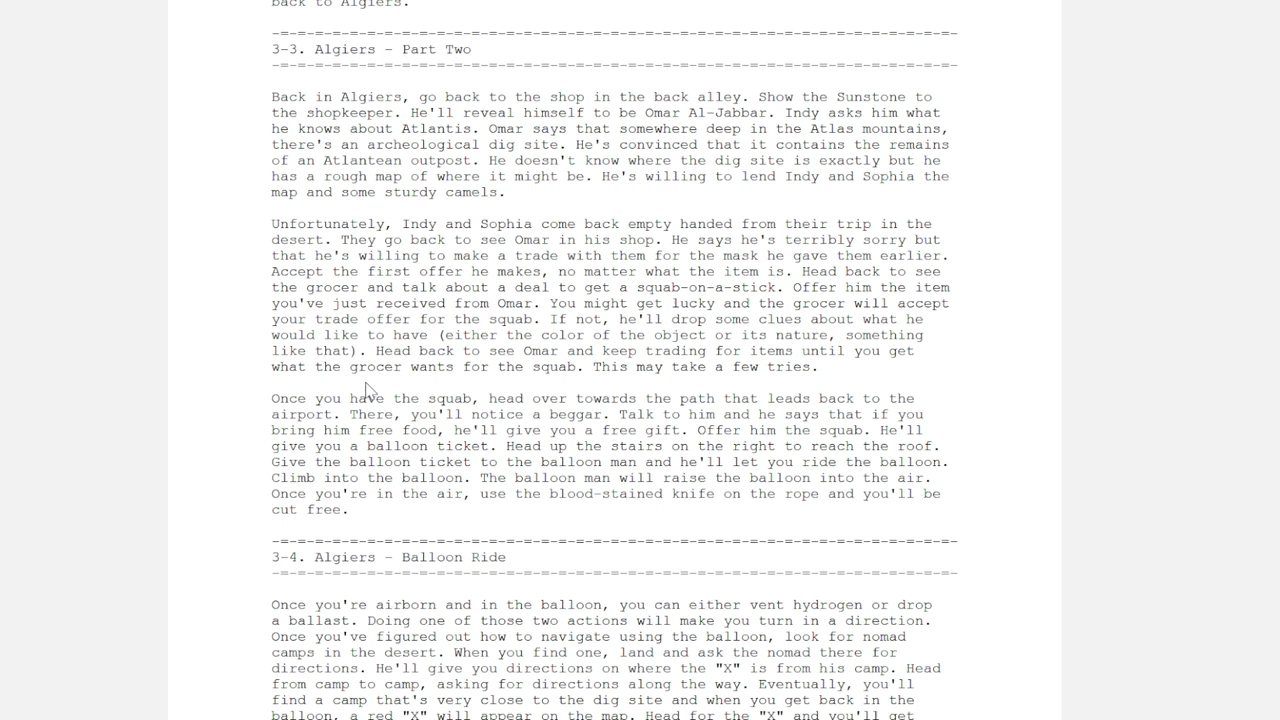 back to Algiers.
-=-=-=-=-=-=-=-=-=-=-=-=-=-=-=-=-=-=-=-=-=-=-=-=-=-=-=-=-=-=-=-=-=-=-=-=-=-=-=-
3-3. Algiers - Part Two
-=-=-=-=-=-=-=-=-=-=-=-=-=-=-=-=-=-=-=-=-=-=-=-=-=-=-=-=-=-=-=-=-=-=-=-=-=-=-=-
Back in Algiers, go back to the shop in the back alley. Show the Sunstone to
the shopkeeper. He'll reveal himself to be Omar Al-Jabbar. Indy asks him what
he knows about Atlantis. Omar says that somewhere deep in the Atlas mountains,
there's an archeological dig site. He's convinced that it contains the remains
of an Atlantean outpost. He doesn't know where the dig site is exactly but he
has a rough map of where it might be. He's willing to lend Indy and Sophia the
map and some sturdy camels.
Unfortunately, Indy and Sophia come back empty handed from their trip in the
desert. They go back to see Omar in his shop. He says he's terribly sorry but
that he's willing to make a trade with them for the mask he gave them earlier.
Accept the first offer he makes, no matter what the item is. Head back to see
the grocer and talk about a deal to get a squab-on-a-stick. Offer him the item
you've just received from Omar. You might get lucky and the grocer will accept
your trade offer for the squab. If not, he'll drop some clues about what he
would like to have (either the color of the object or its nature, something
like that). Head back to see Omar and keep trading for items until you get
what the grocer wants for the squab. This may take a few tries.
Once you have the squab, head over towards the path that leads back to the
airport. There, you'll notice a beggar. Talk to him and he says that if you
bring him free food, he'll give you a free gift. Offer him the squab. He'll
give you a balloon ticket. Head up the stairs on the right to reach the roof.
Give the balloon ticket to the balloon man and he'll let you ride the balloon.
Climb into the balloon. The balloon man will raise the balloon into the air.
Once you're in the air, use the blood-stained knife on the rope and you'll be
cut free.
-=-=-=-=-=-=-=-=-=-=-=-=-=-=-=-=-=-=-=-=-=-=-=-=-=-=-=-=-=-=-=-=-=-=-=-=-=-=-=-
3-4. Algiers - Balloon Ride
-=-=-=-=-=-=-=-=-=-=-=-=-=-=-=-=-=-=-=-=-=-=-=-=-=-=-=-=-=-=-=-=-=-=-=-=-=-=-=-
Once you're airborn and in the balloon, you can either vent hydrogen or drop
a ballast. Doing one of those two actions will make you turn in a direction.
Once you've figured out how to navigate using the balloon, look for nomad
camps in the desert. When you find one, land and ask the nomad there for
directions. He'll give you directions on where the "X" is from his camp. Head
from camp to camp, asking for directions along the way. Eventually, you'll
find a camp that's very close to the dig site and when you get back in the
balloon, a red "X" will appear on the map. Head for the "X" and you'll get